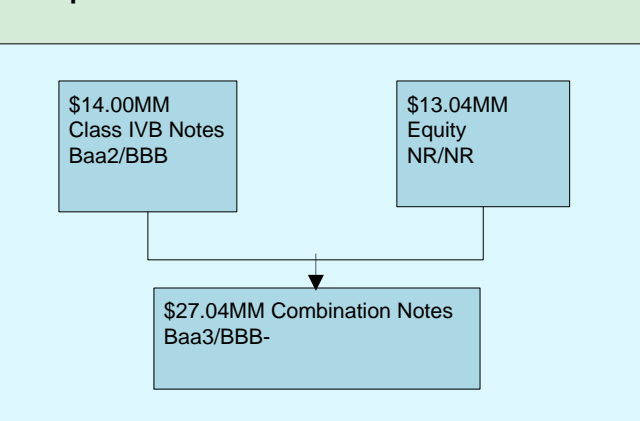 $14.00MM
Class IVB Notes
Baa2/BBB
$13.04MM
Equity
NR/NR
$27.04MM Combination Notes
Baa3/BBB-